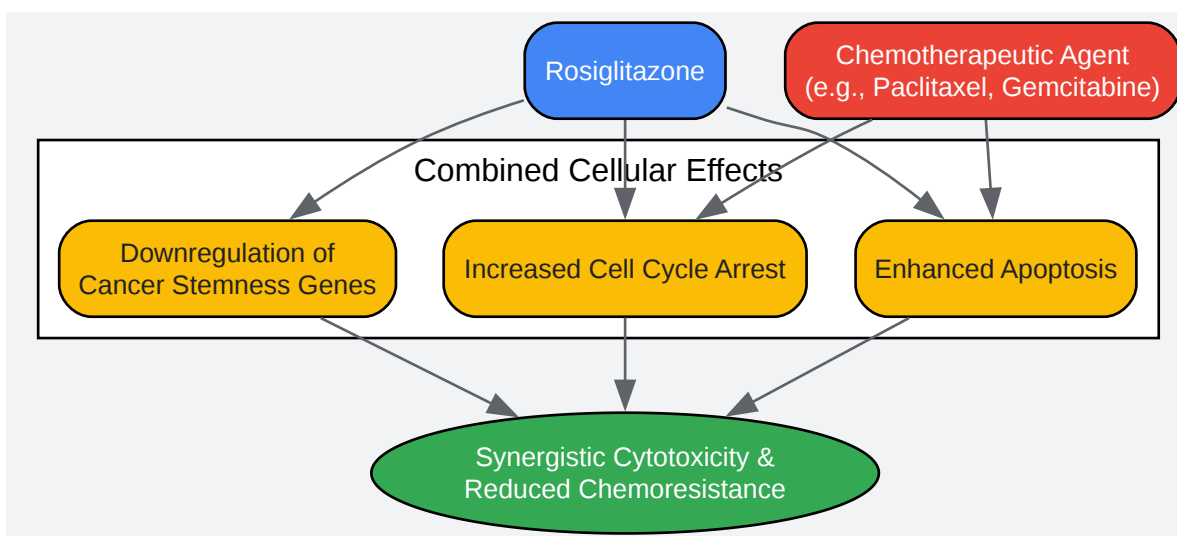 Rosiglitazone
Chemotherapeutic Agent
(e.g., Paclitaxel, Gemcitabine)
Combined Cellular Effects
Downregulation of
Cancer Stemness Genes
Increased Cell Cycle Arrest
Enhanced Apoptosis
Synergistic Cytotoxicity &
Reduced Chemoresistance